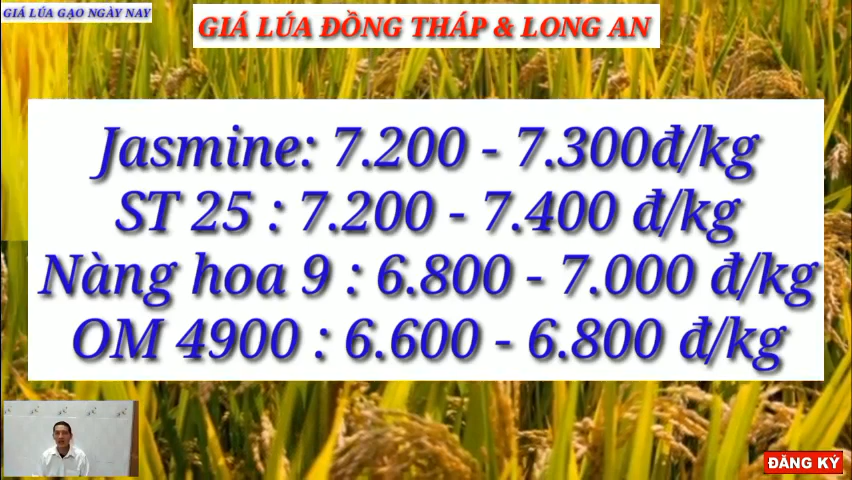 GIÁ LÚA GẠO NGÀY NAY
GIÁ LÚA ĐỒNG THÁP & LONG AN
Jasmine: 7.200 - 7.300đ/kg
ST 25 : 7.200 - 7.400 đ/kg
Nàng hoa 9 : 6.800 - 7.000 đ/kg
OM 4900 : 6.600 - 6.800 đ/kg
ĐĂNG KÝ